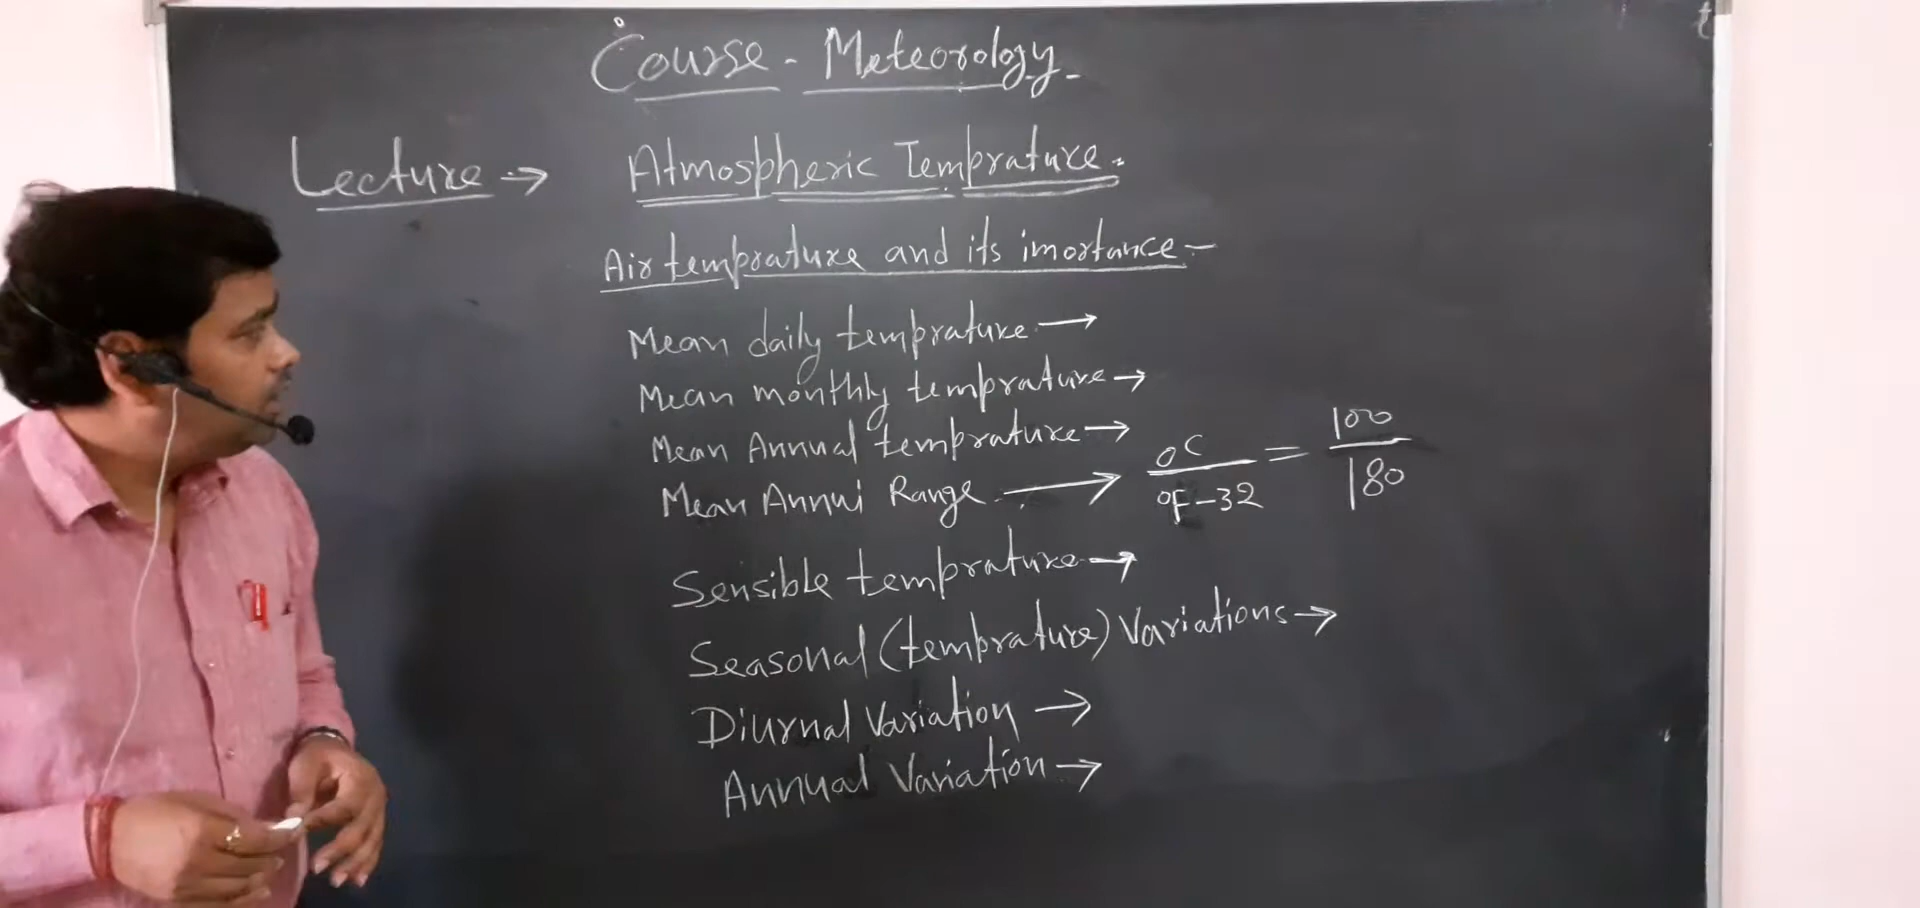 Course - Meteorology -
Lecture → Atmospheric Temprature.
Air temprature and its imortance -
Mean daily temprature →
Mean monthly temprature →
Mean Annual temprature →
Mean Annui Range → °C / °F-32 = 100 / 180
Sensible temprature →
Seasonal (temprature) Variations →
Diurnal Variation →
Annual Variation →
t